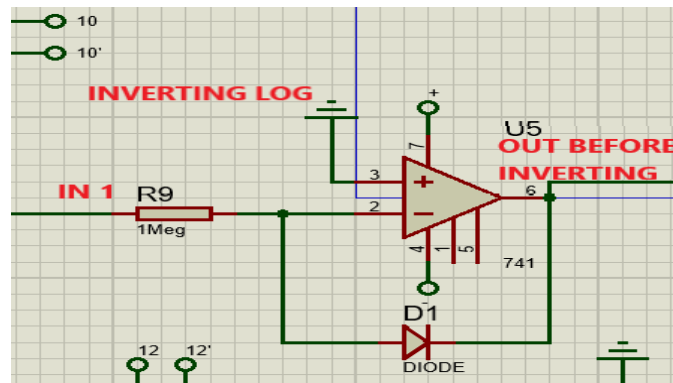 10
10'
INVERTING LOG
+
U5
OUT BEFORE
INVERTING
7
3
+
6
IN 1
R9
2
−
1Meg
4
1
5
741
-
D1
12
12'
DIODE